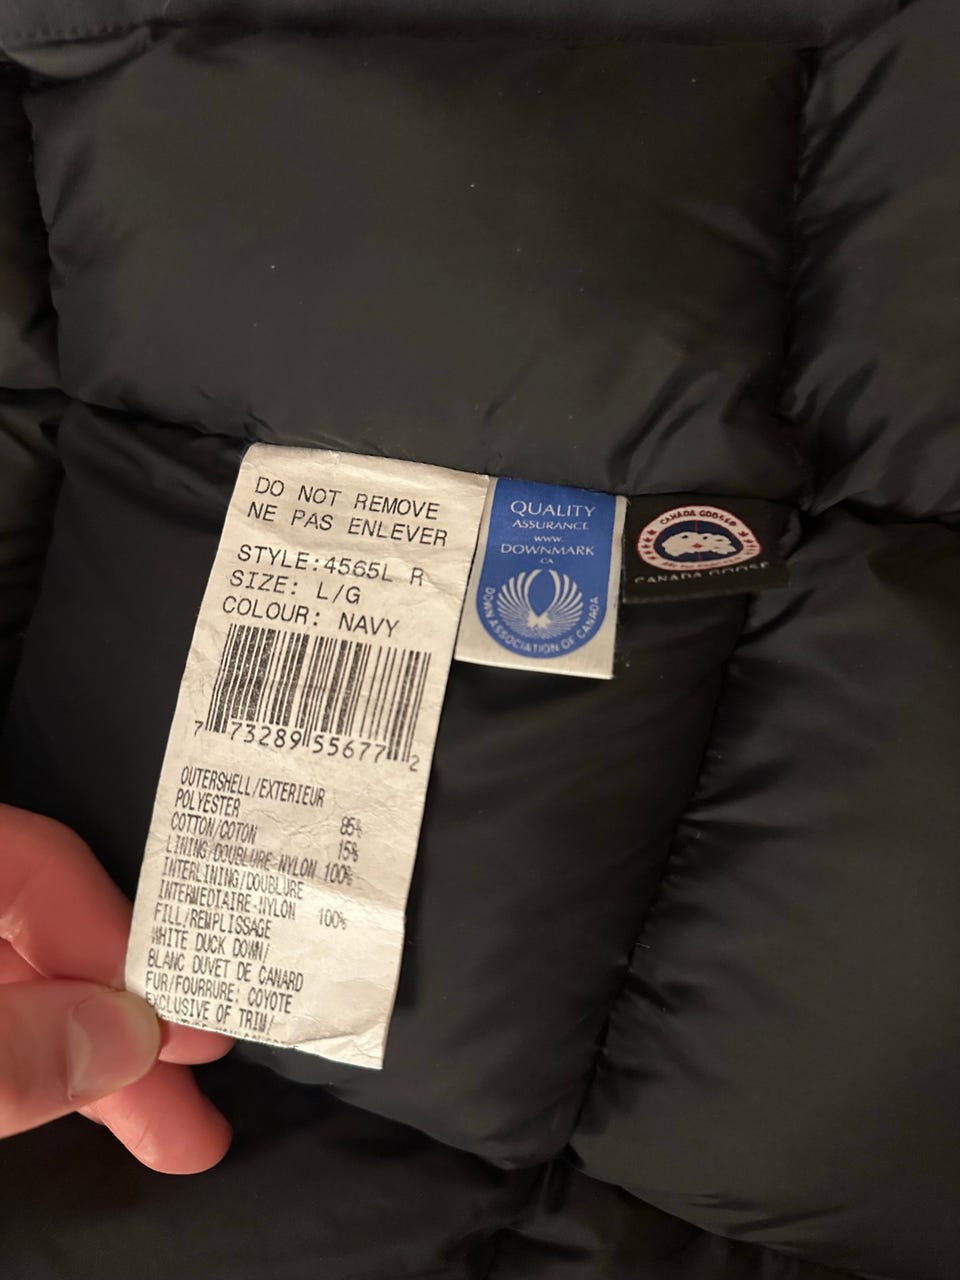 DO NOT REMOVE
NE PAS ENLEVER
STYLE:4565L R
SIZE: L/G
COLOUR: NAVY
7 73289 55677 2
OUTERSHELL/EXTERIEUR
POLYESTER 85%
COTTON/COTON 15%
LINING/DOUBLURE-NYLON 100%
INTERLINING/DOUBLURE
INTERMEDIAIRE-NYLON 100%
FILL/REMPLISSAGE
WHITE DUCK DOWN/
BLANC DUVET DE CANARD
FUR/FOURRURE: COYOTE
EXCLUSIVE OF TRIM/
QUALITY
ASSURANCE
www.
DOWNMARK
.CA
DOWN ASSOCIATION OF CANADA
CANADA GOOSE
CANADA GOOSE